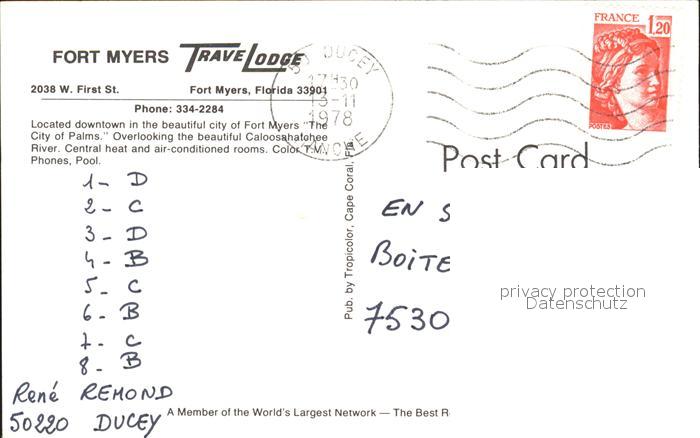 FORT MYERS TRAVELODGE
2038 W. First St. Fort Myers, Florida 33901
Phone: 334-2284
Located downtown in the beautiful city of Fort Myers "The
City of Palms." Overlooking the beautiful Caloosahatchee
River. Central heat and air-conditioned rooms. Color T.V.
Phones, Pool.
1 - D
2 - C
3 - D
4 - B
5 - C
6 - B
7 - C
8 - B
René REMOND
50220 DUCEY
A Member of the World's Largest Network — The Best
Pub. by Tropicolor, Cape Coral, Fla
50 DUCEY
17H30
13-11
1978
MANCHE
FRANCE
1,20
POSTES
Post Card
EN
BOITE
7530
privacy protection
Datenschutz